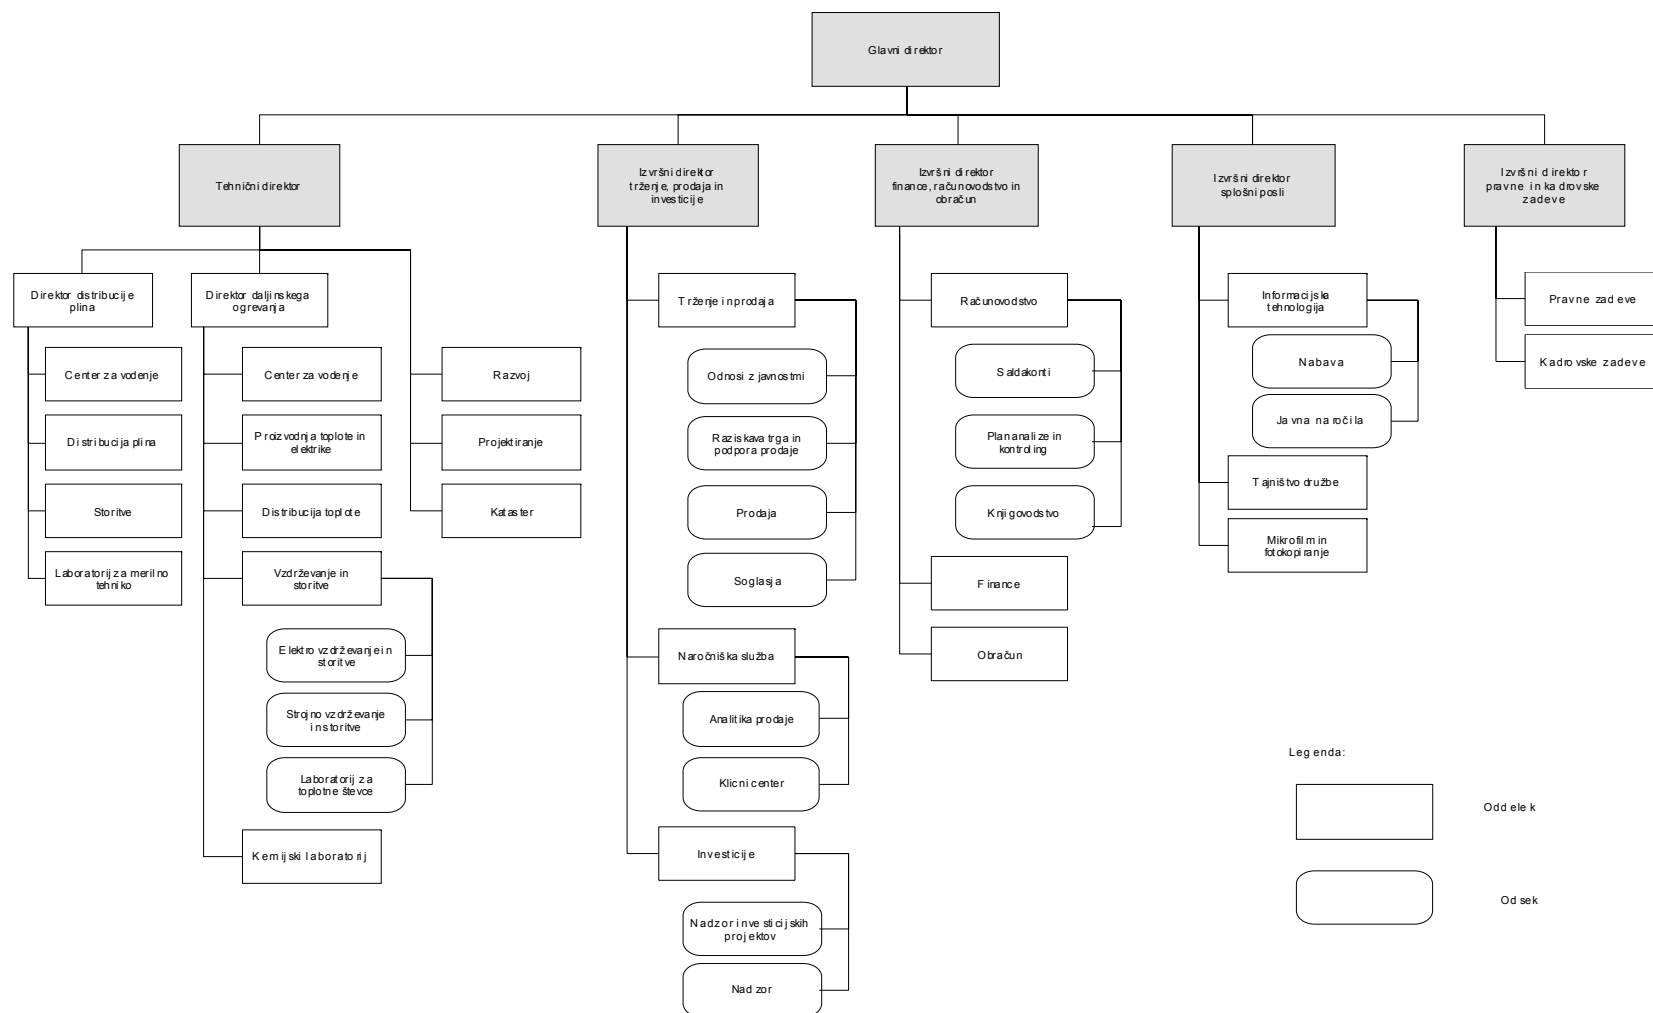 Glavni direktor
Tehnični direktor
Izvršni direktor
trženje, prodaja in
investicije
Izvršni direktor
finance, računovodstvo in
obračun
Izvršni direktor
splošni posli
Izvršni direktor
pravne in kadrovske
zadeve
Direktor distribucije
plina
Center za vodenje
Distribucija plina
Storitve
Laboratorij za merilno
tehniko
Direktor daljinskega
ogrevanja
Center za vodenje
Proizvodnja toplote in
elektrike
Distribucija toplote
Vzdrževanje in
storitve
Elektro vzdrževanje in
storitve
Strojno vzdrževanje
in storitve
Laboratorij za
toplotne števce
Kemijski laboratorij
Razvoj
Projektiranje
Kataster
Trženje in prodaja
Odnosi z javnostmi
Raziskava trga in
podpora prodaje
Prodaja
Soglasja
Naročniška služba
Analitika prodaje
Klicni center
Investicije
Nadzor investicijskih
projektov
Nadzor
Računovodstvo
Saldakonti
Plan analize in
kontroling
Knjigovodstvo
Finance
Obračun
Informacijska
tehnologija
Nabava
Javna naročila
Tajništvo družbe
Mikrofilm in
fotokopiranje
Pravne zadeve
Kadrovske zadeve
Legenda:
Oddelek
Odsek